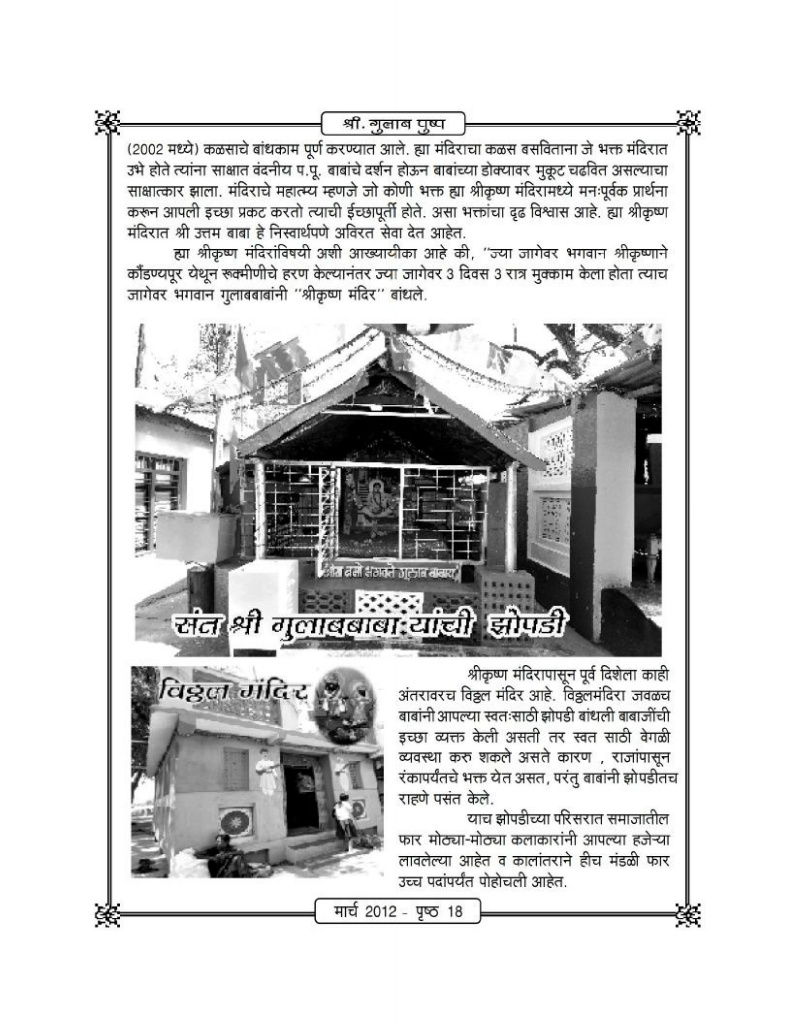 श्री. गुलाब पुष्प
(2002 मध्ये) कळसाचे बांधकाम पूर्ण करण्यात आले. ह्या मंदिराचा कळस बसविताना जे भक्त मंदिरात
उभे होते त्यांना साक्षात वंदनीय प.पू. बाबांचे दर्शन होऊन बाबांच्या डोक्यावर मुकूट चढवित असल्याचा
साक्षात्कार झाला. मंदिराचे महात्म्य म्हणजे जो कोणी भक्त ह्या श्रीकृष्ण मंदिरामध्ये मनःपूर्वक प्रार्थना
करून आपली इच्छा प्रकट करतो त्याची ईच्छापूर्ती होते. असा भक्तांचा दृढ विश्वास आहे. ह्या श्रीकृष्ण
मंदिरात श्री उत्तम बाबा हे निस्वार्थपणे अविरत सेवा देत आहेत.
ह्या श्रीकृष्ण मंदिरांविषयी अशी आख्यायीका आहे की, ''ज्या जागेवर भगवान श्रीकृष्णाने
कौंडण्यपूर येथून रूक्मीणीचे हरण केल्यानंतर ज्या जागेवर 3 दिवस 3 रात्र मुक्काम केला होता त्याच
जागेवर भगवान गुलाबबाबांनी ''श्रीकृष्ण मंदिर'' बांधले.
ओम नमो भगवते गुलाब बाबाय
संत श्री गुलाबबाबा यांची झोपडी
विठ्ठल मंदिर
श्रीकृष्ण मंदिरापासून पूर्व दिशेला काही
अंतरावरच विठ्ठल मंदिर आहे. विठ्ठलमंदिरा जवळच
बाबांनी आपल्या स्वतःसाठी झोपडी बांधली बाबाजींची
इच्छा व्यक्त केली असती तर स्वत साठी वेगळी
व्यवस्था करु शकले असते कारण , राजांपासून
रंकापर्यंतचे भक्त येत असत, परंतु बाबांनी झोपडीतच
राहणे पसंत केले.
याच झोपडीच्या परिसरात समाजातील
फार मोठ्या-मोठ्या कलाकारांनी आपल्या हजेऱ्या
लावलेल्या आहेत व कालांतराने हीच मंडळी फार
उच्च पदांपर्यंत पोहोचली आहेत.
मार्च 2012 - पृष्ठ 18